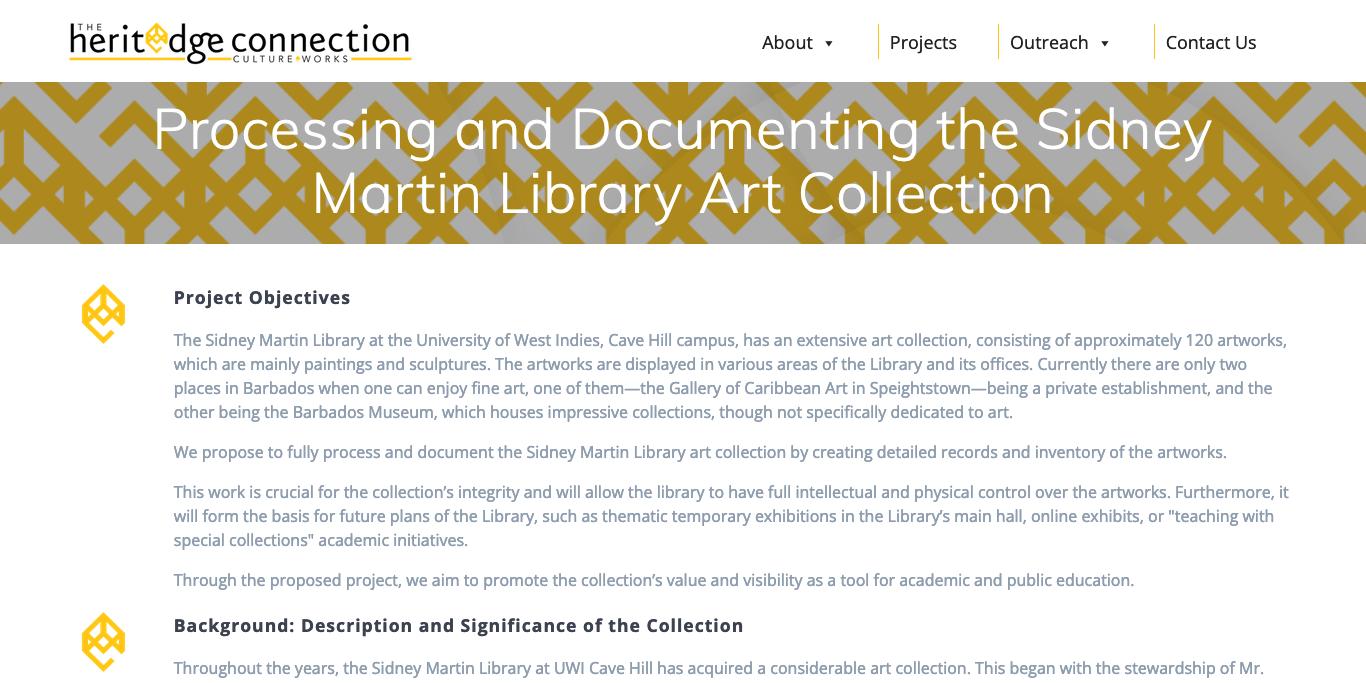 THE
heritedge connection
CULTURE WORKS
About ▼
Projects
Outreach ▼
Contact Us
Processing and Documenting the Sidney
Martin Library Art Collection
Project Objectives
The Sidney Martin Library at the University of West Indies, Cave Hill campus, has an extensive art collection, consisting of approximately 120 artworks,
which are mainly paintings and sculptures. The artworks are displayed in various areas of the Library and its offices. Currently there are only two
places in Barbados when one can enjoy fine art, one of them—the Gallery of Caribbean Art in Speightstown—being a private establishment, and the
other being the Barbados Museum, which houses impressive collections, though not specifically dedicated to art.
We propose to fully process and document the Sidney Martin Library art collection by creating detailed records and inventory of the artworks.
This work is crucial for the collection’s integrity and will allow the library to have full intellectual and physical control over the artworks. Furthermore, it
will form the basis for future plans of the Library, such as thematic temporary exhibitions in the Library’s main hall, online exhibits, or "teaching with
special collections" academic initiatives.
Through the proposed project, we aim to promote the collection’s value and visibility as a tool for academic and public education.
Background: Description and Significance of the Collection
Throughout the years, the Sidney Martin Library at UWI Cave Hill has acquired a considerable art collection. This began with the stewardship of Mr.